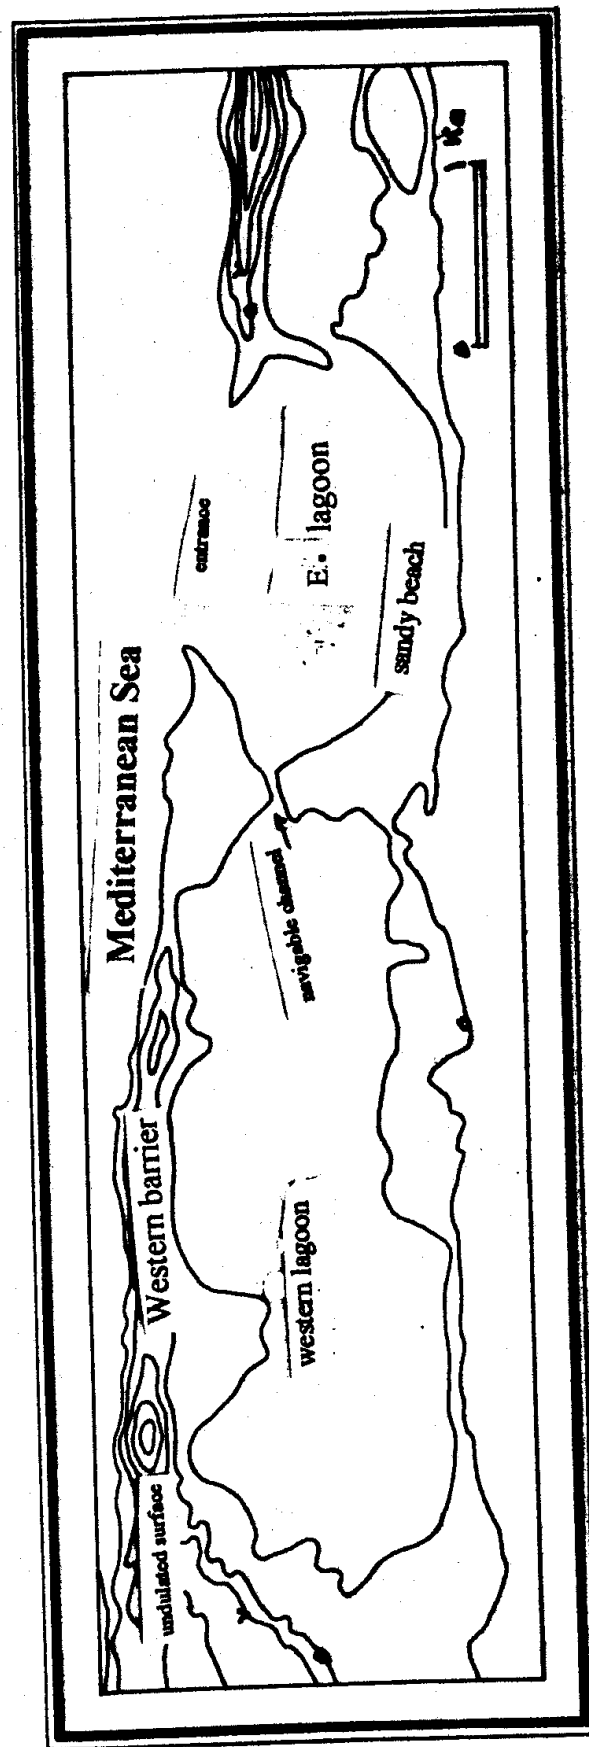 Mediterranean Sea
entrance
E. lagoon
sandy beach
navigable channel
Western barrier
western lagoon
undulated surface
1 Km